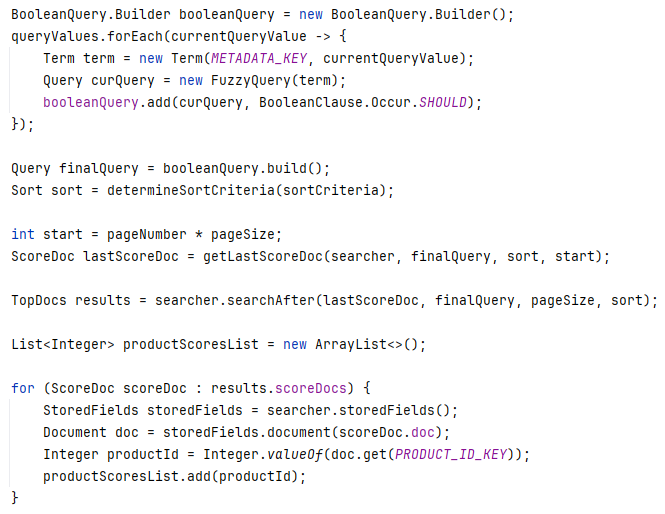 BooleanQuery.Builder booleanQuery = new BooleanQuery.Builder();
queryValues.forEach(currentQueryValue -> {
    Term term = new Term(METADATA_KEY, currentQueryValue);
    Query curQuery = new FuzzyQuery(term);
    booleanQuery.add(curQuery, BooleanClause.Occur.SHOULD);
});

Query finalQuery = booleanQuery.build();
Sort sort = determineSortCriteria(sortCriteria);

int start = pageNumber * pageSize;
ScoreDoc lastScoreDoc = getLastScoreDoc(searcher, finalQuery, sort, start);

TopDocs results = searcher.searchAfter(lastScoreDoc, finalQuery, pageSize, sort);

List<Integer> productScoresList = new ArrayList<>();

for (ScoreDoc scoreDoc : results.scoreDocs) {
    StoredFields storedFields = searcher.storedFields();
    Document doc = storedFields.document(scoreDoc.doc);
    Integer productId = Integer.valueOf(doc.get(PRODUCT_ID_KEY));
    productScoresList.add(productId);
}